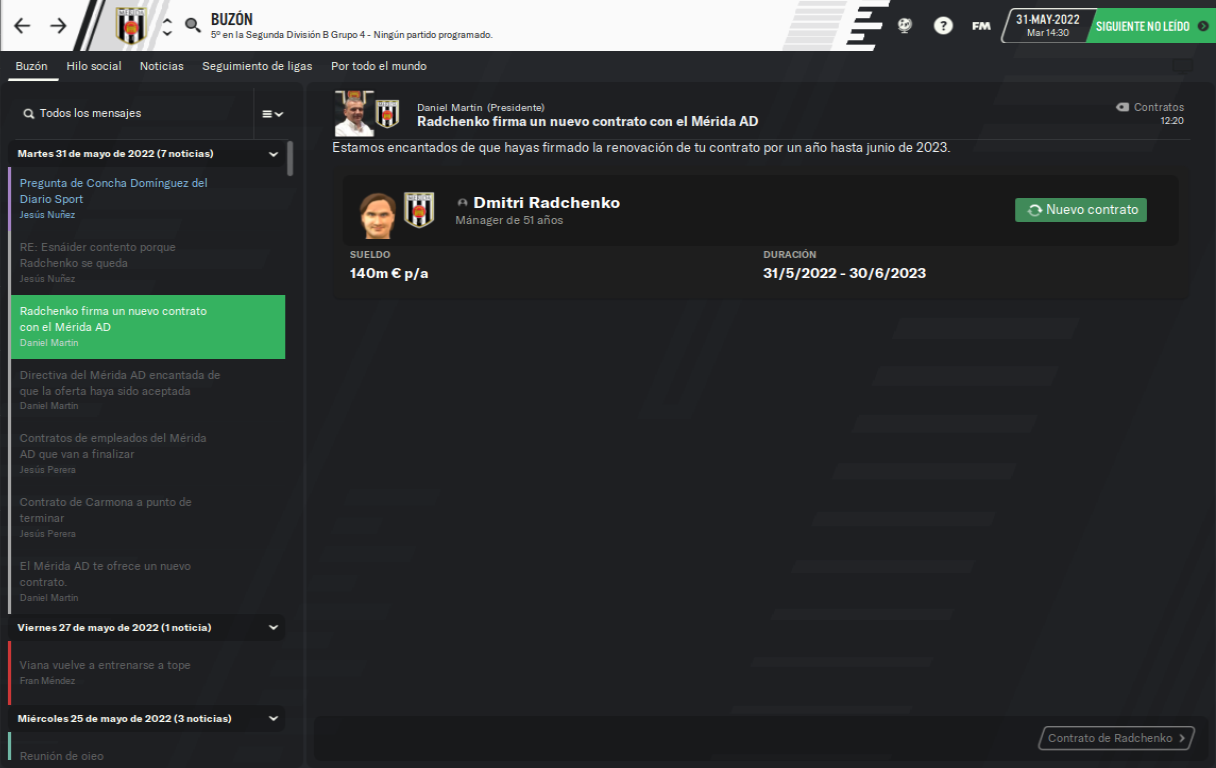 BUZÓN
5º en la Segunda División B Grupo 4 - Ningún partido programado.
?
FM
31-MAY-2022
Mar 14:30
SIGUIENTE NO LEÍDO
Buzón
Hilo social
Noticias
Seguimiento de ligas
Por todo el mundo
Todos los mensajes
Martes 31 de mayo de 2022 (7 noticias)
Pregunta de Concha Domínguez del
Diario Sport
Jesús Nuñez
RE: Esnáider contento porque
Radchenko se queda
Jesús Nuñez
Radchenko firma un nuevo contrato
con el Mérida AD
Daniel Martín
Directiva del Mérida AD encantada de
que la oferta haya sido aceptada
Daniel Martín
Contratos de empleados del Mérida
AD que van a finalizar
Jesús Perera
Contrato de Carmona a punto de
terminar
Jesús Perera
El Mérida AD te ofrece un nuevo
contrato.
Daniel Martín
Viernes 27 de mayo de 2022 (1 noticia)
Viana vuelve a entrenarse a tope
Fran Méndez
Miércoles 25 de mayo de 2022 (3 noticias)
Reunión de ojeo
Daniel Martín (Presidente)
Radchenko firma un nuevo contrato con el Mérida AD
Contratos
12:20
Estamos encantados de que hayas firmado la renovación de tu contrato por un año hasta junio de 2023.
Dmitri Radchenko
Mánager de 51 años
Nuevo contrato
SUELDO
140m € p/a
DURACIÓN
31/5/2022 - 30/6/2023
Contrato de Radchenko